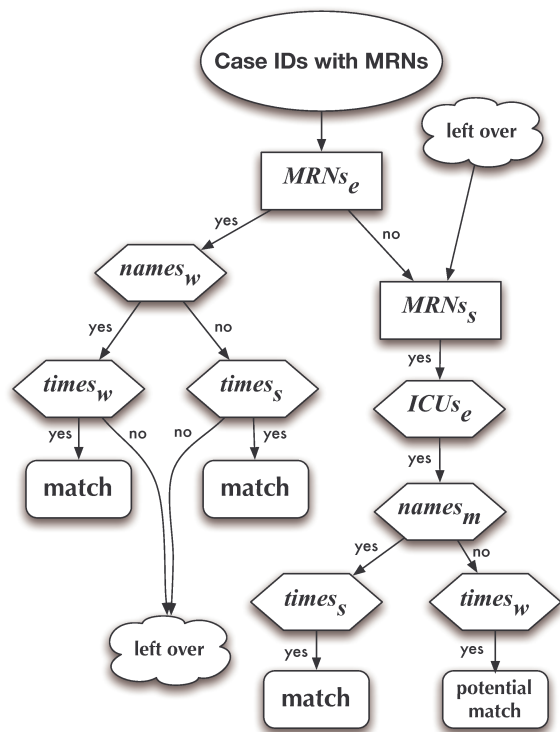 Case IDs with MRNs
left over
MRNs_e
yes
no
names_w
MRNs_s
yes
no
yes
times_w
times_s
ICUs_e
yes
no
no
yes
yes
match
match
names_m
yes
no
times_s
times_w
left over
yes
yes
match
potential
match